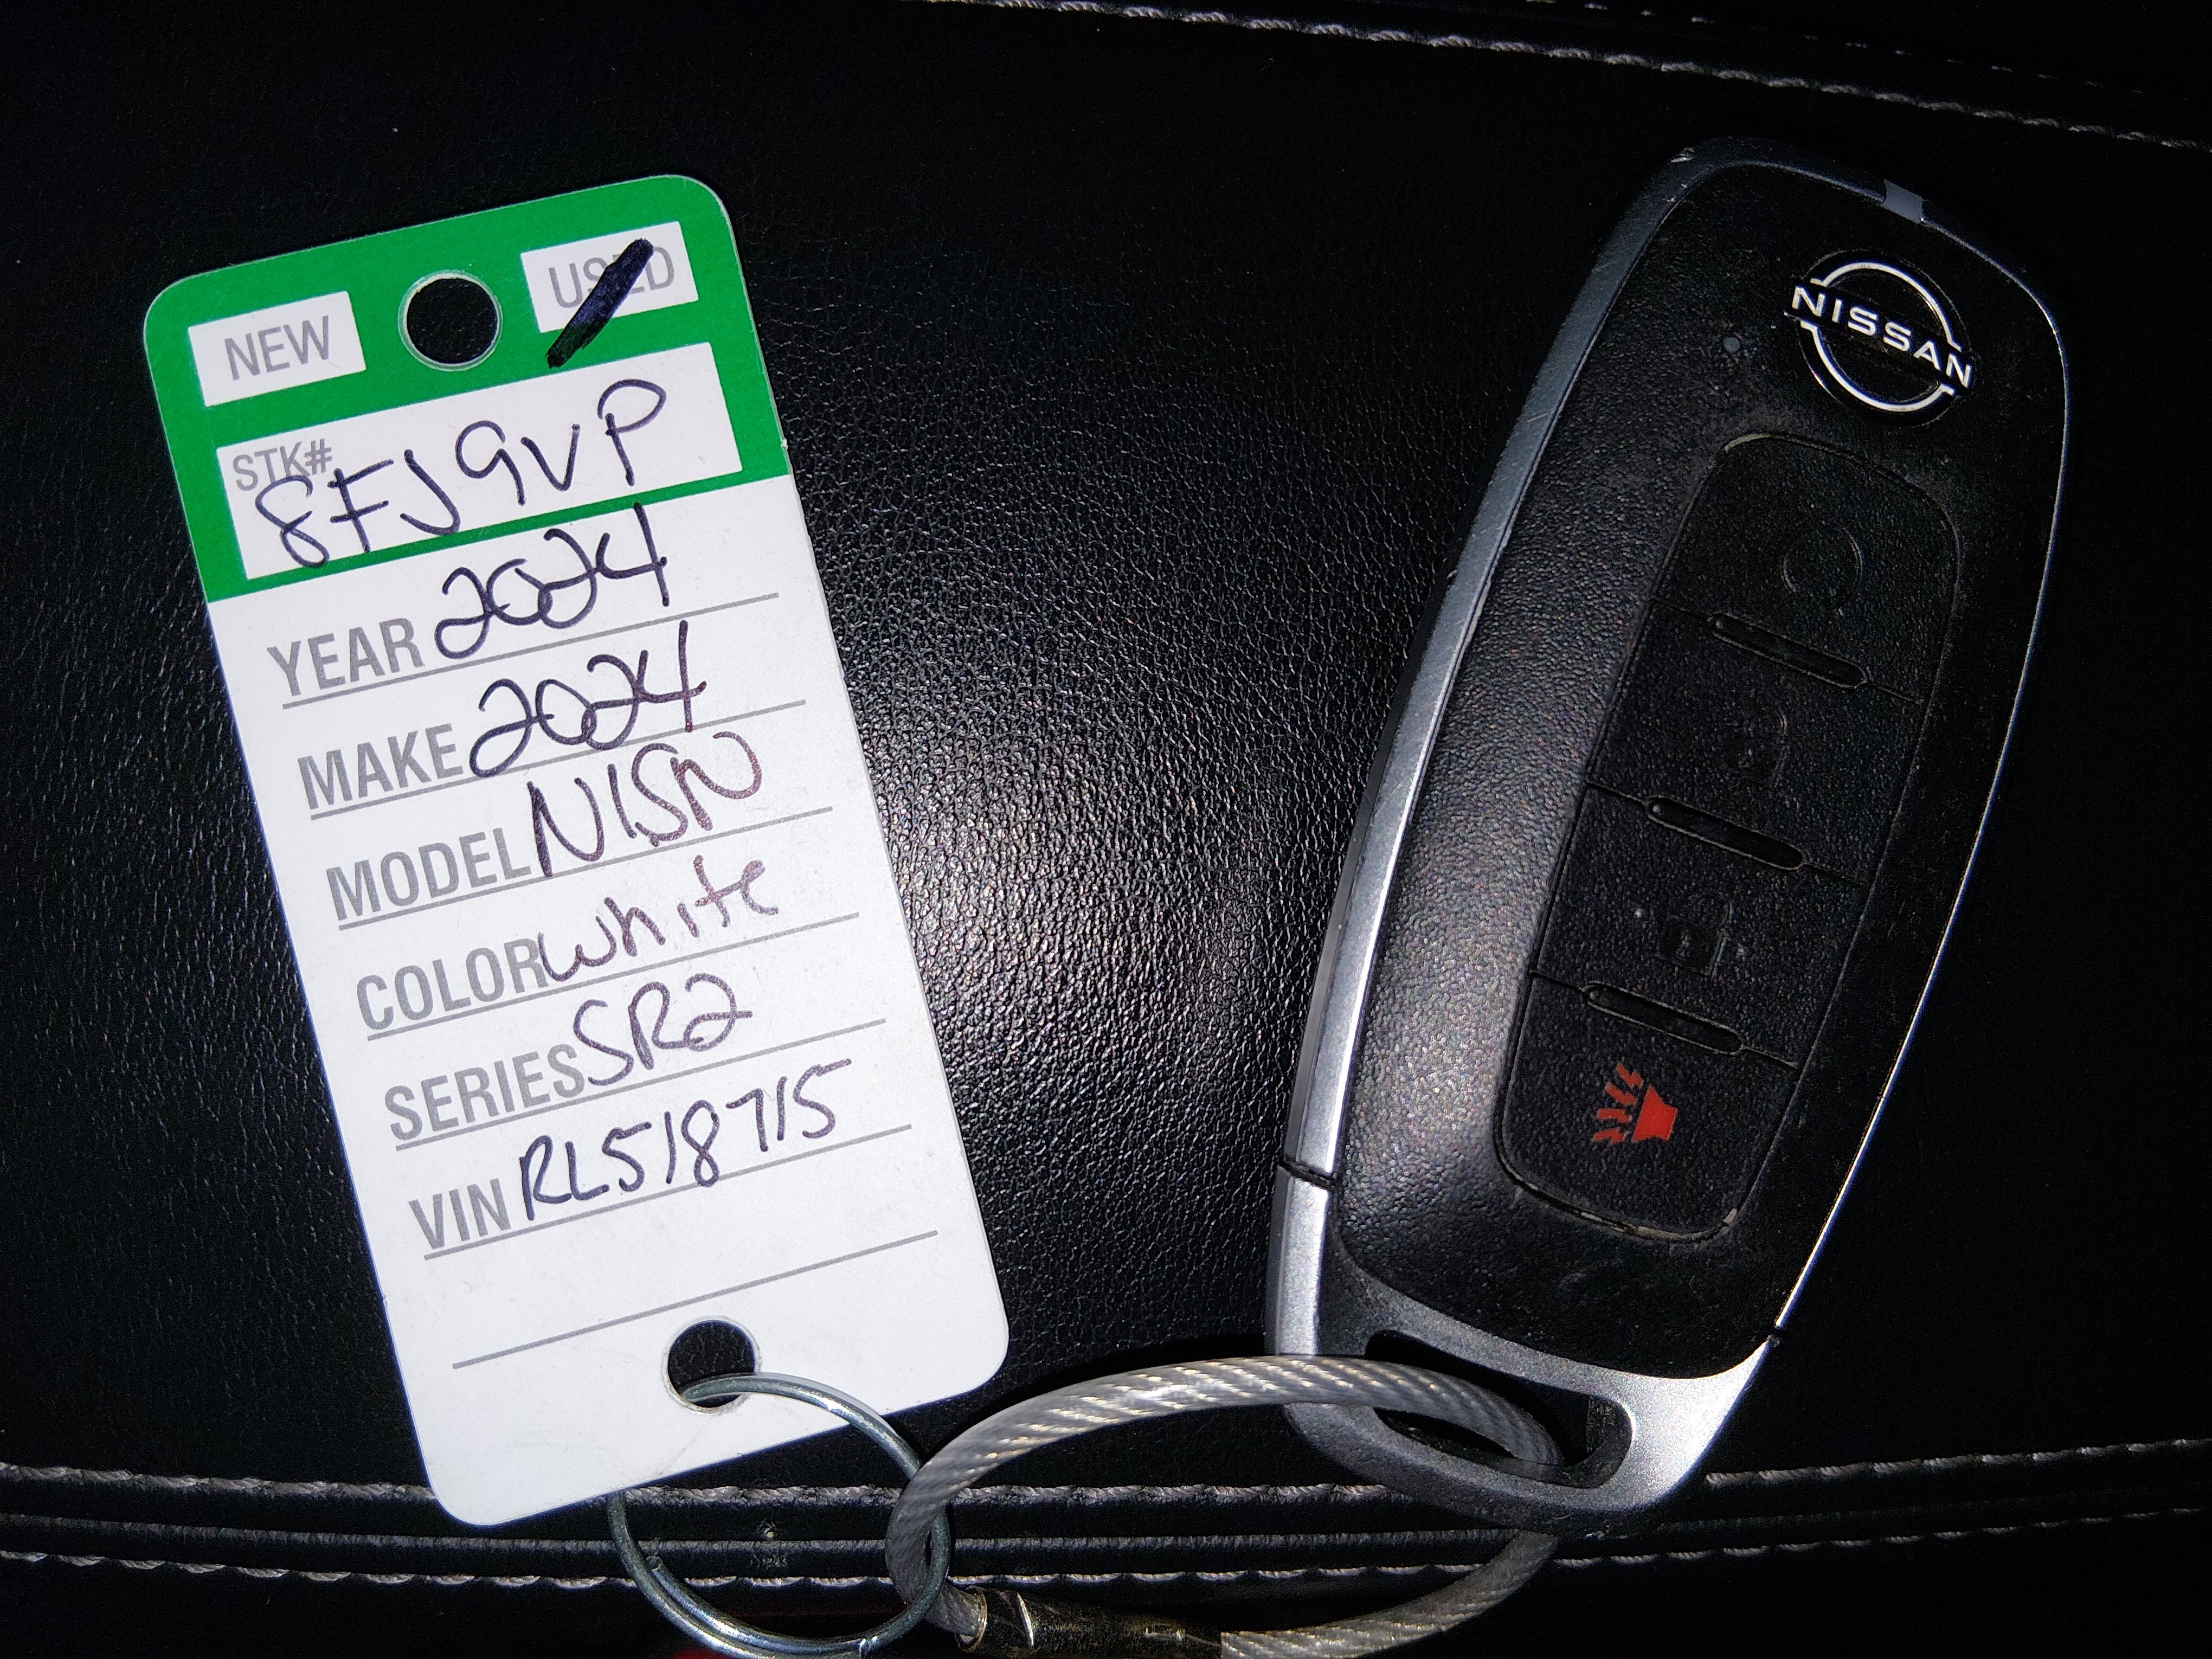 NEW USED
STK# 8FJ9VP
YEAR 2024
MAKE 2024
MODEL NISN
COLOR White
SERIES SR2
VIN RL518715
NISSAN